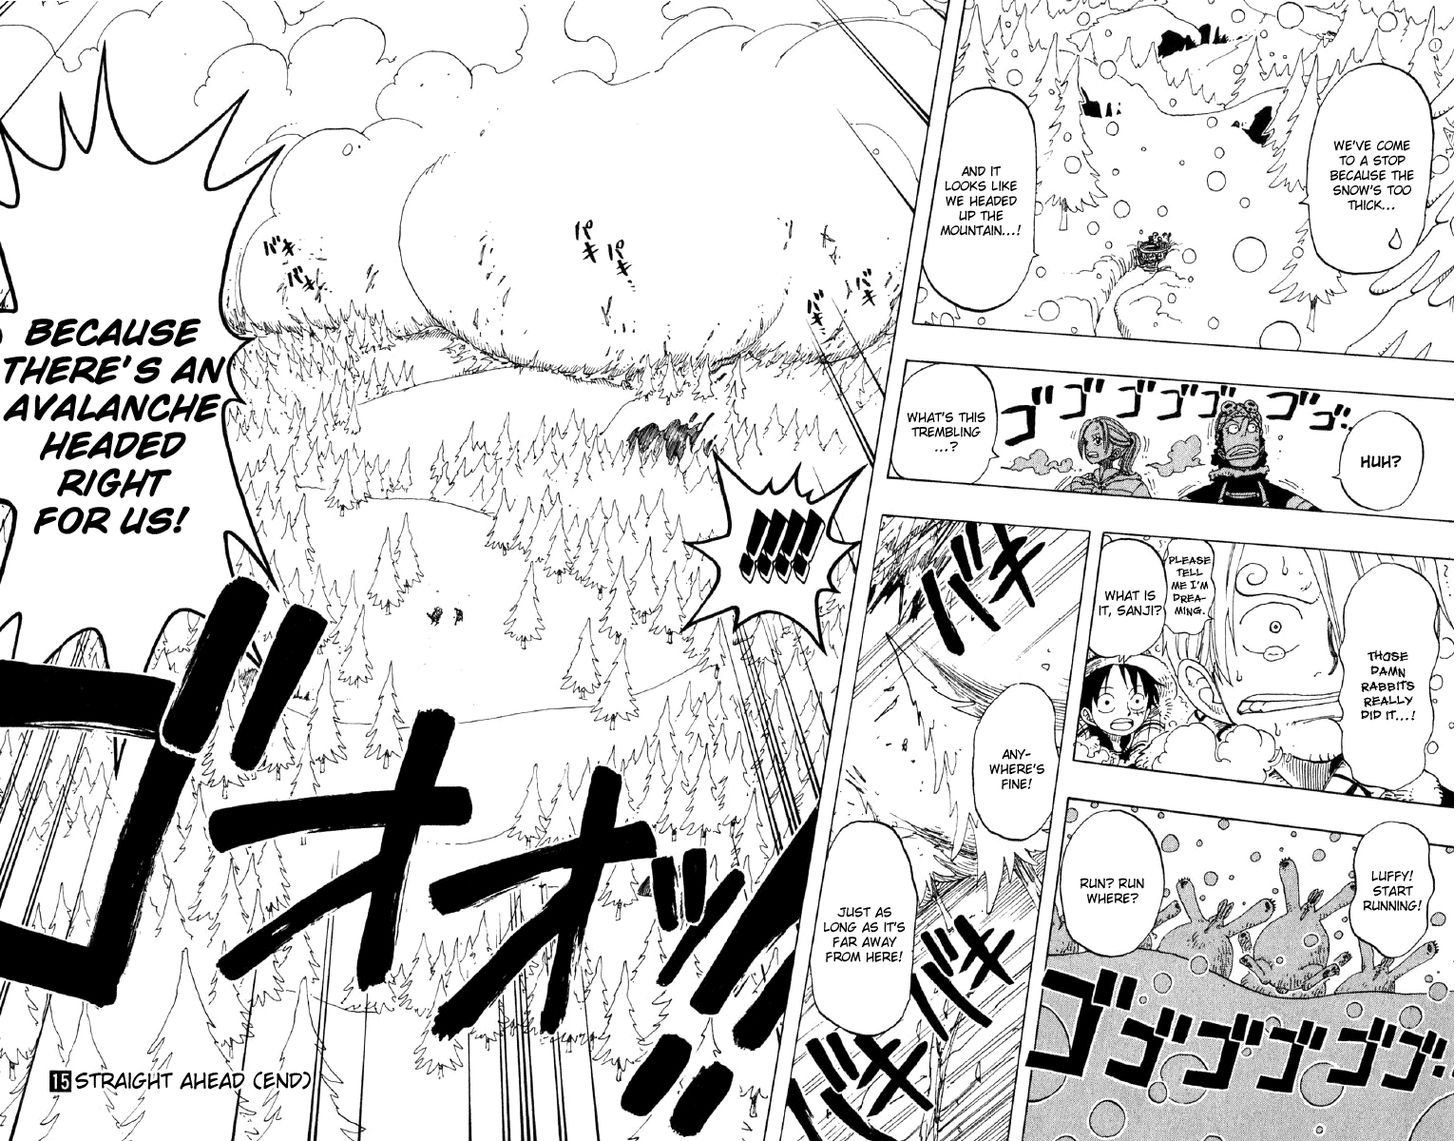 WE'VE COME
TO A STOP
BECAUSE THE
SNOW'S TOO
THICK...
AND IT
LOOKS LIKE
WE HEADED
UP THE
MOUNTAIN...!
HUH?
ゴゴゴゴゴゴゴ!
WHAT'S THIS
TREMBLING
...?
THOSE
DAMN
RABBITS
REALLY
DID IT...!
PLEASE
TELL
ME I'M
DREA-
MING.
WHAT IS
IT, SANJI?
LUFFY!
START
RUNNING!
RUN? RUN
WHERE?
ゴゴゴゴゴゴ!
バキ
ANY-
WHERE'S
FINE!
JUST AS
LONG AS IT'S
FAR AWAY
FROM HERE!
バキ
バキ
バキ
バキ
バキ
パキ
パキ
バキ
バキ
!!!!
BECAUSE
THERE'S AN
AVALANCHE
HEADED
RIGHT
FOR US!
ゴオオッ!!
15 STRAIGHT AHEAD (END)